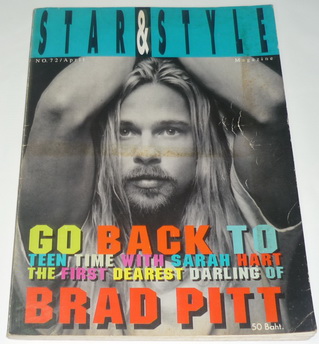 STAR & STYLE
NO. 72/April Magazine
GO BACK TO
TEEN TIME WITH SARAH HART
THE FIRST DEAREST DARLING OF
BRAD PITT
50 Baht.